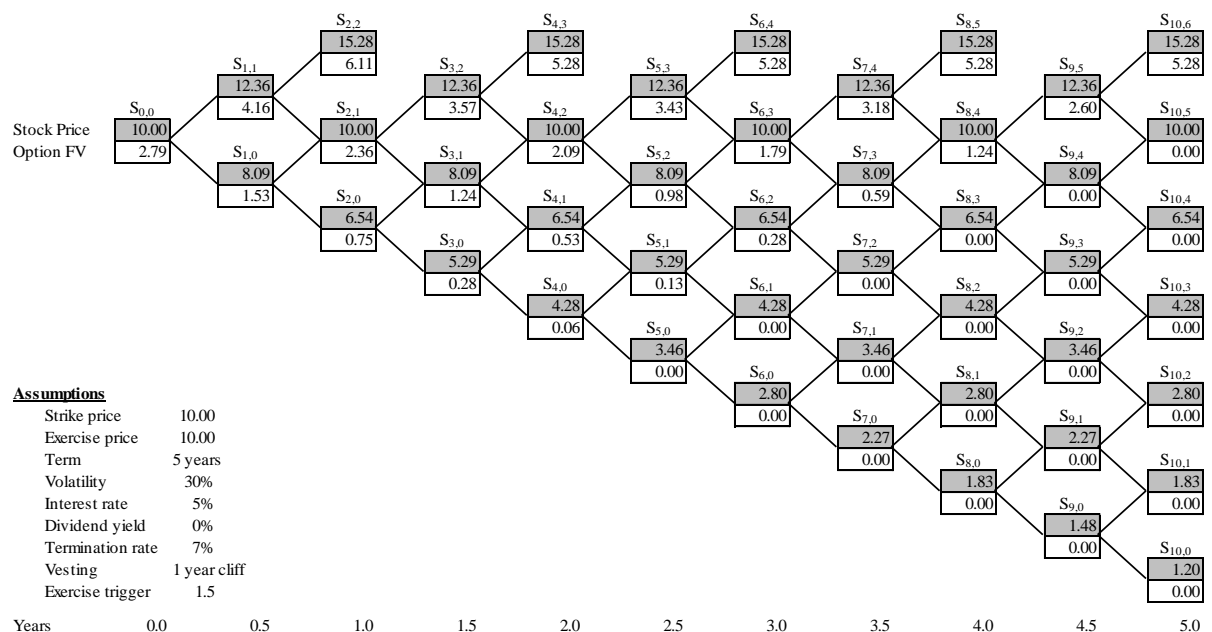 S2,2 S4,3 S6,4 S8,5 S10,6
15.28 15.28 15.28 15.28 15.28
S1,1 6.11 S3,2 5.28 S5,3 5.28 S7,4 5.28 S9,5 5.28
12.36 12.36 12.36 12.36 12.36
S0,0 4.16 S2,1 3.57 S4,2 3.43 S6,3 3.18 S8,4 2.60 S10,5
Stock Price 10.00 10.00 10.00 10.00 10.00 10.00
Option FV 2.79 S1,0 2.36 S3,1 2.09 S5,2 1.79 S7,3 1.24 S9,4 0.00
8.09 8.09 8.09 8.09 8.09
1.53 S2,0 1.24 S4,1 0.98 S6,2 0.59 S8,3 0.00 S10,4
6.54 6.54 6.54 6.54 6.54
0.75 S3,0 0.53 S5,1 0.28 S7,2 0.00 S9,3 0.00
5.29 5.29 5.29 5.29
0.28 S4,0 0.13 S6,1 0.00 S8,2 0.00 S10,3
4.28 4.28 4.28 4.28
0.06 S5,0 0.00 S7,1 0.00 S9,2 0.00
3.46 3.46 3.46
0.00 S6,0 0.00 S8,1 0.00 S10,2
Assumptions 2.80 2.80 2.80
Strike price 10.00 0.00 S7,0 0.00 S9,1 0.00
Exercise price 10.00 2.27 2.27
Term 5 years 0.00 S8,0 0.00 S10,1
Volatility 30% 1.83 1.83
Interest rate 5% 0.00 S9,0 0.00
Dividend yield 0% 1.48
Termination rate 7% 0.00 S10,0
Vesting 1 year cliff 1.20
Exercise trigger 1.5 0.00
Years 0.0 0.5 1.0 1.5 2.0 2.5 3.0 3.5 4.0 4.5 5.0